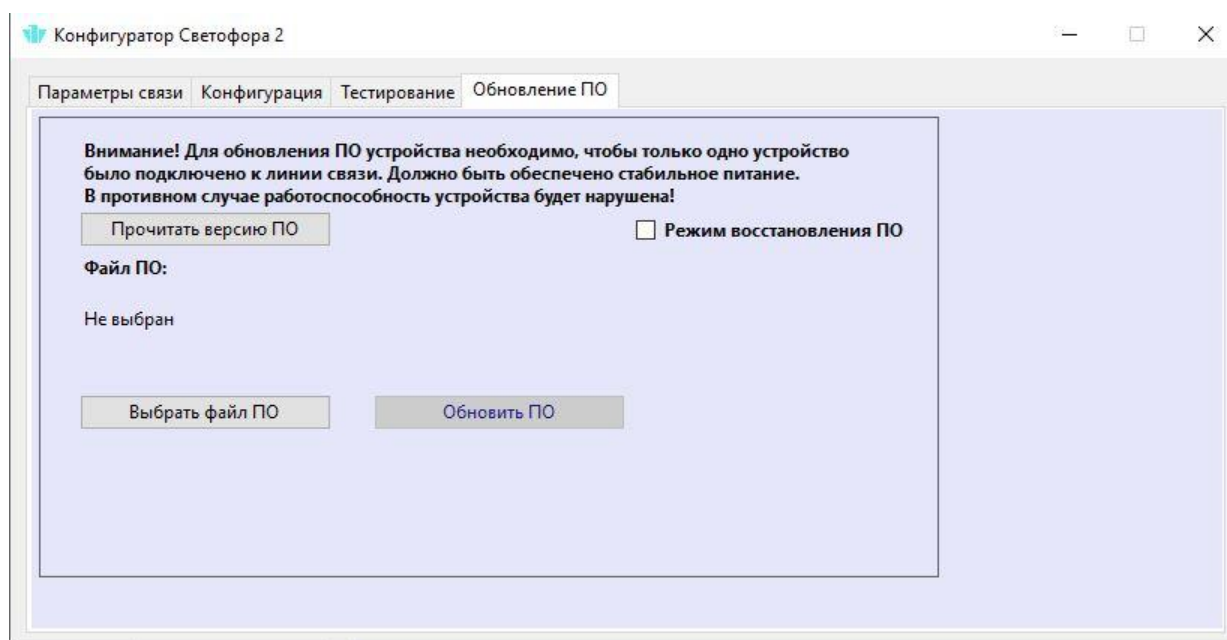 Конфигуратор Светофора 2
Параметры связи Конфигурация Тестирование Обновление ПО
Внимание! Для обновления ПО устройства необходимо, чтобы только одно устройство
было подключено к линии связи. Должно быть обеспечено стабильное питание.
В противном случае работоспособность устройства будет нарушена!
Прочитать версию ПО Режим восстановления ПО
Файл ПО:
Не выбран
Выбрать файл ПО Обновить ПО